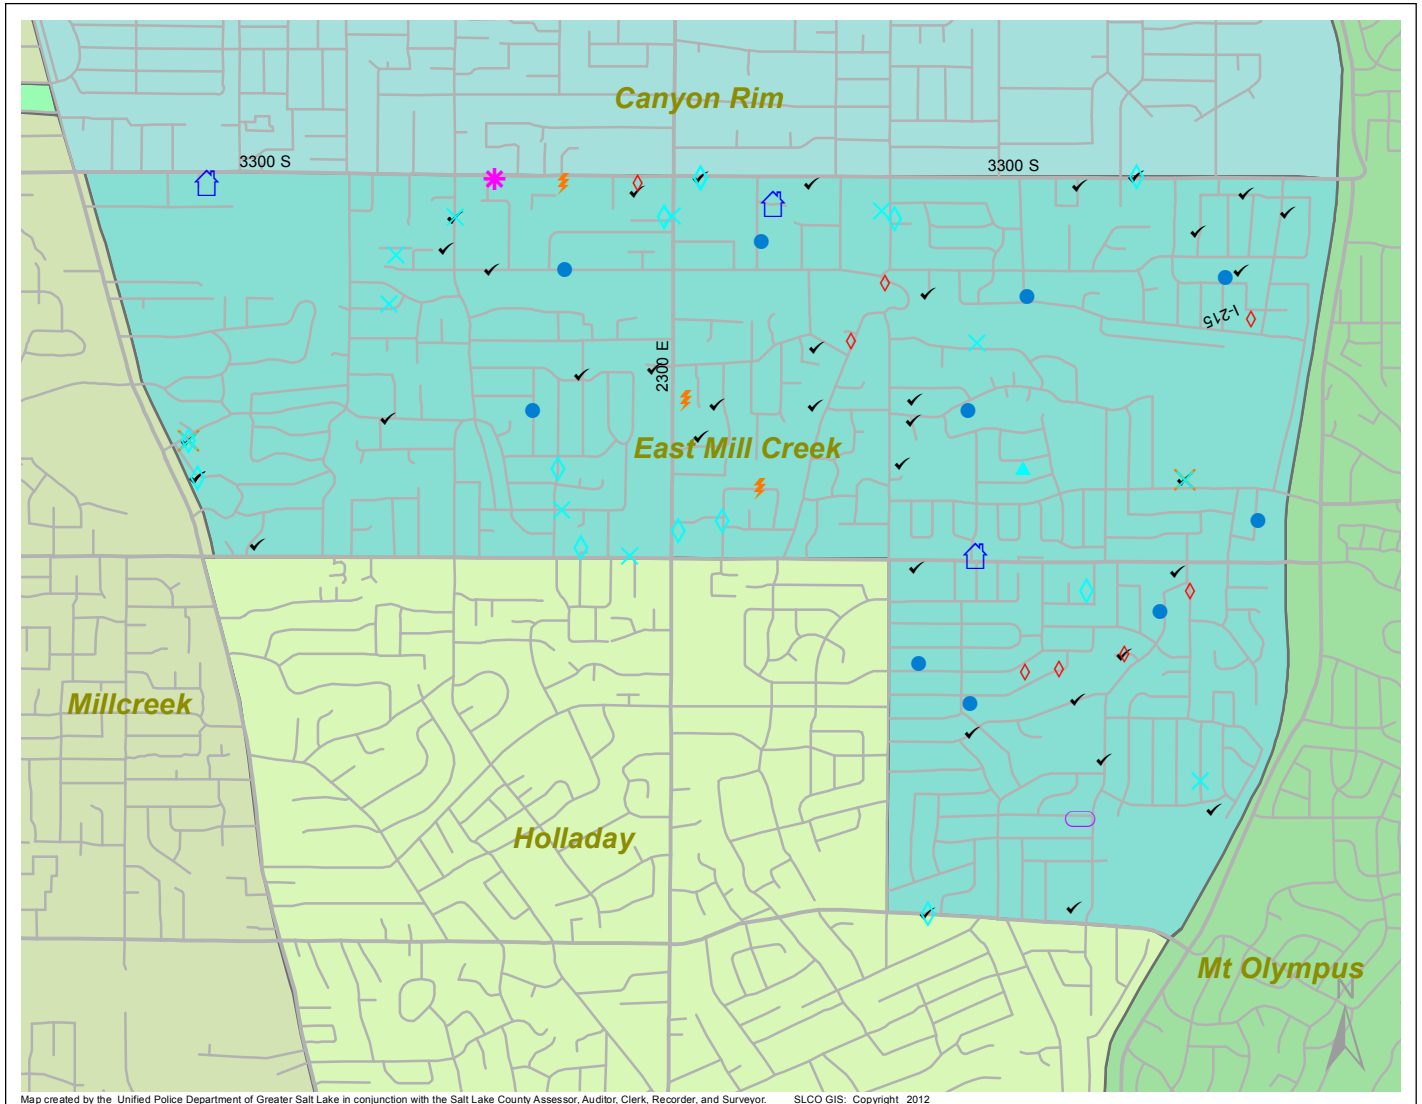 Canyon Rim
3300 S
3300 S
I-215
2300 E
East Mill Creek
Millcreek
Holladay
Mt Olympus
N
Map created by the Unified Police Department of Greater Salt Lake in conjunction with the Salt Lake County Assessor, Auditor, Clerk, Recorder, and Surveyor. SLCO GIS: Copyright 2012